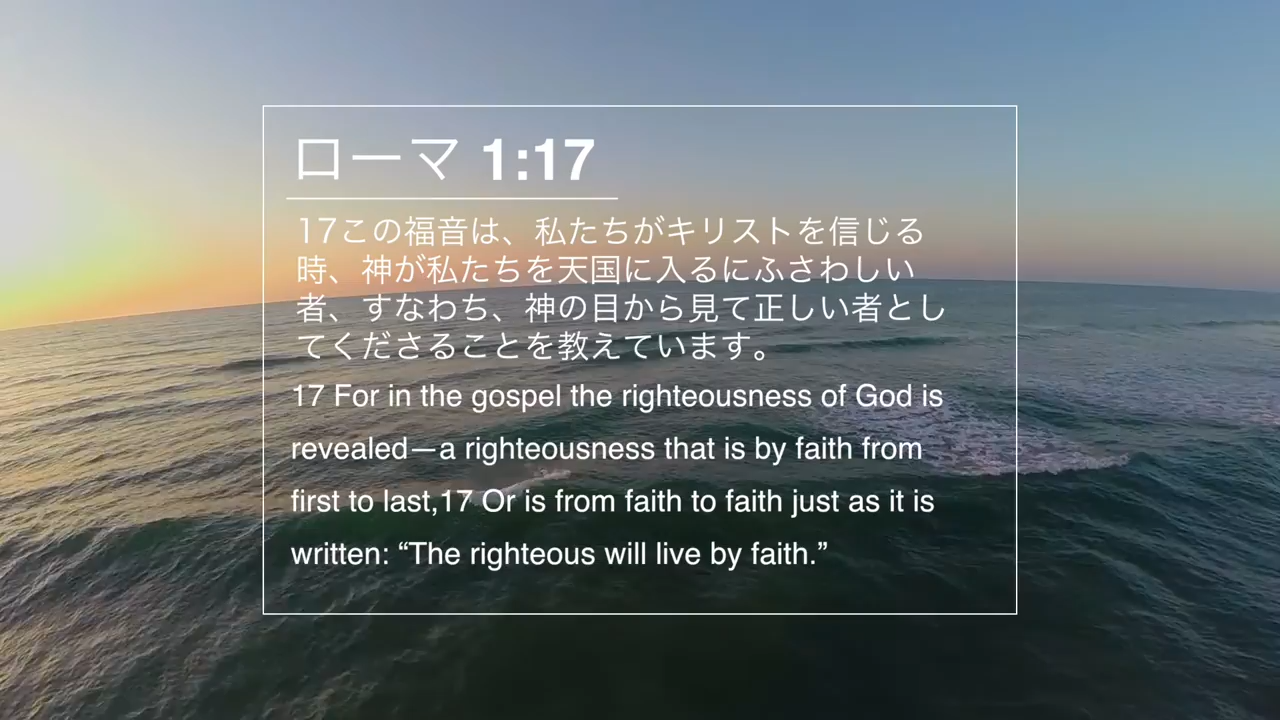 ローマ 1:17
17この福音は、私たちがキリストを信じる
時、神が私たちを天国に入るにふさわしい
者、すなわち、神の目から見て正しい者とし
てくださることを教えています。
17 For in the gospel the righteousness of God is
revealed—a righteousness that is by faith from
first to last,17 Or is from faith to faith just as it is
written: “The righteous will live by faith.”